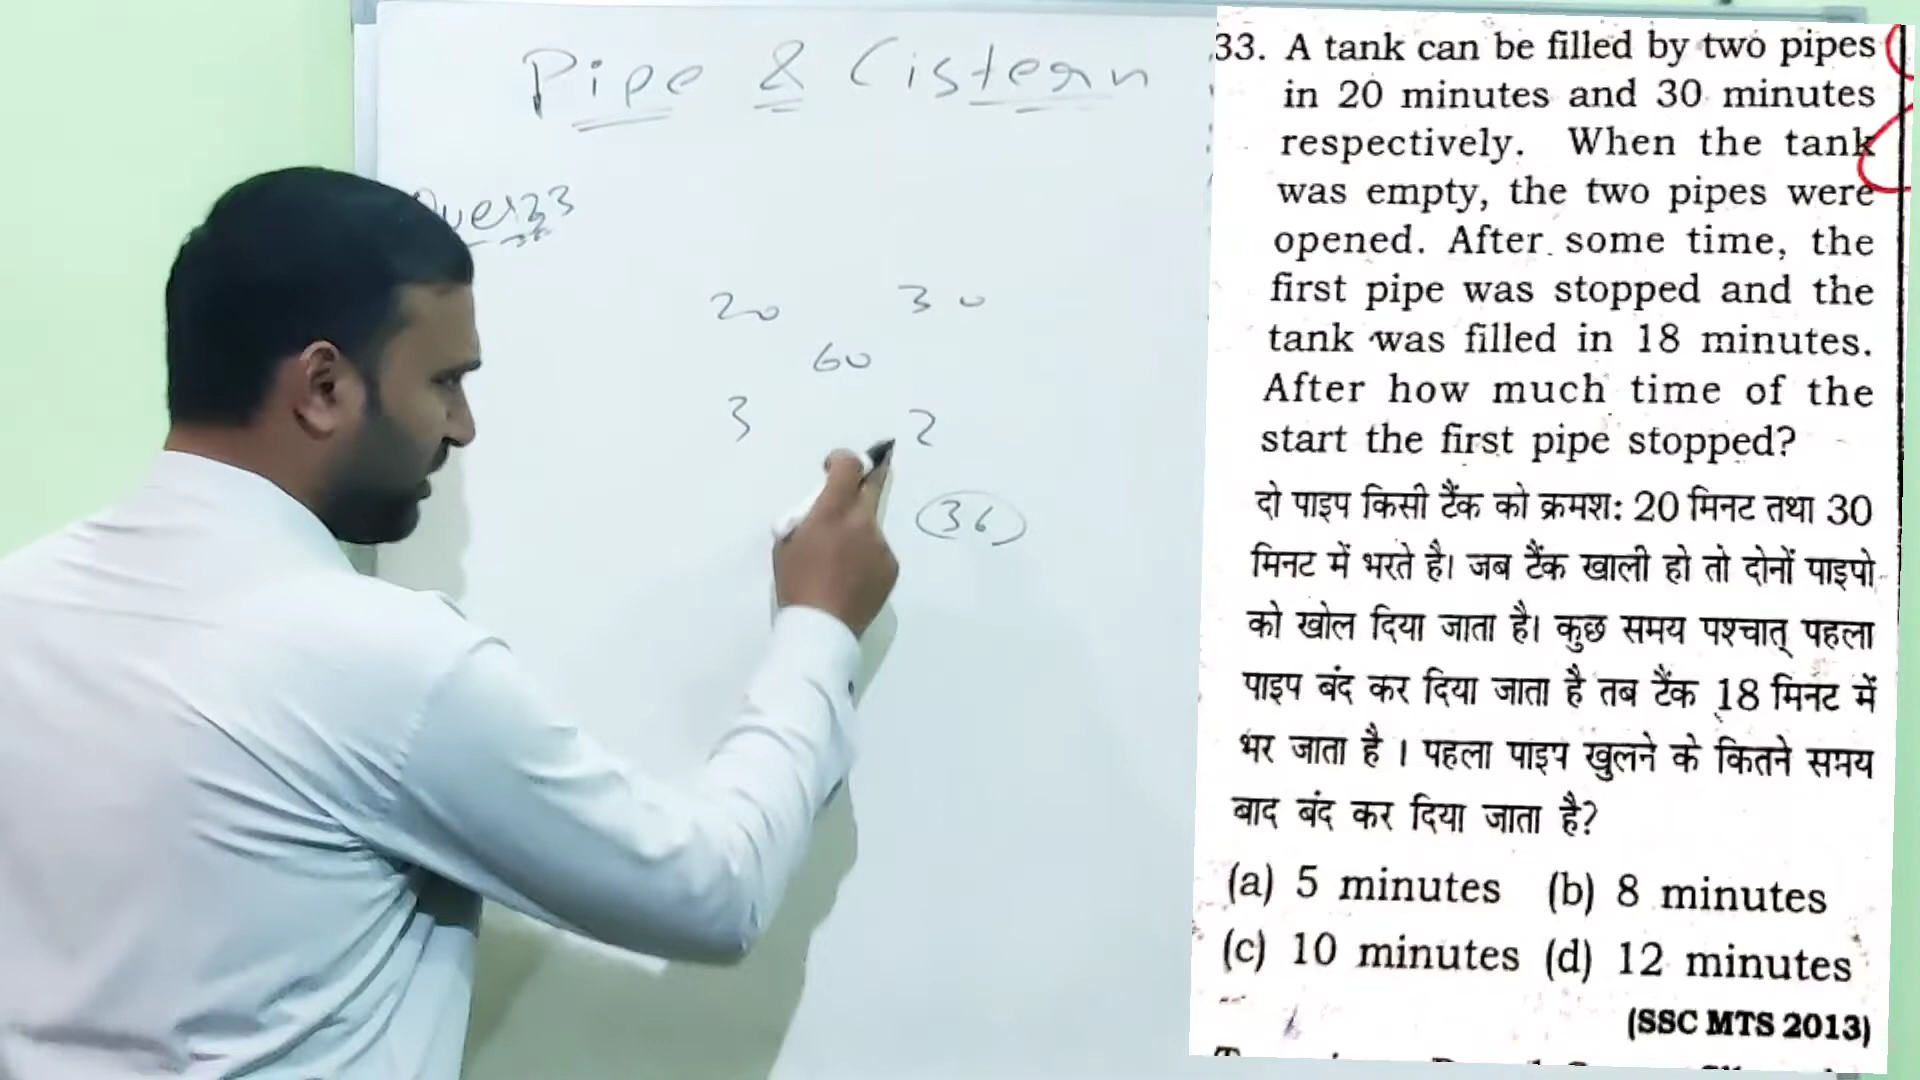 Pipe & Cistern
Ques33
20 30
60
3 2
36
33. A tank can be filled by two pipes
in 20 minutes and 30 minutes
respectively. When the tank
was empty, the two pipes were
opened. After some time, the
first pipe was stopped and the
tank was filled in 18 minutes.
After how much time of the
start the first pipe stopped?
दो पाइप किसी टैंक को क्रमश: 20 मिनट तथा 30
मिनट में भरते है। जब टैंक खाली हो तो दोनों पाइपो
को खोल दिया जाता है। कुछ समय पश्चात् पहला
पाइप बंद कर दिया जाता है तब टैंक 18 मिनट में
भर जाता है । पहला पाइप खुलने के कितने समय
बाद बंद कर दिया जाता है?
(a) 5 minutes (b) 8 minutes
(c) 10 minutes (d) 12 minutes
(SSC MTS 2013)